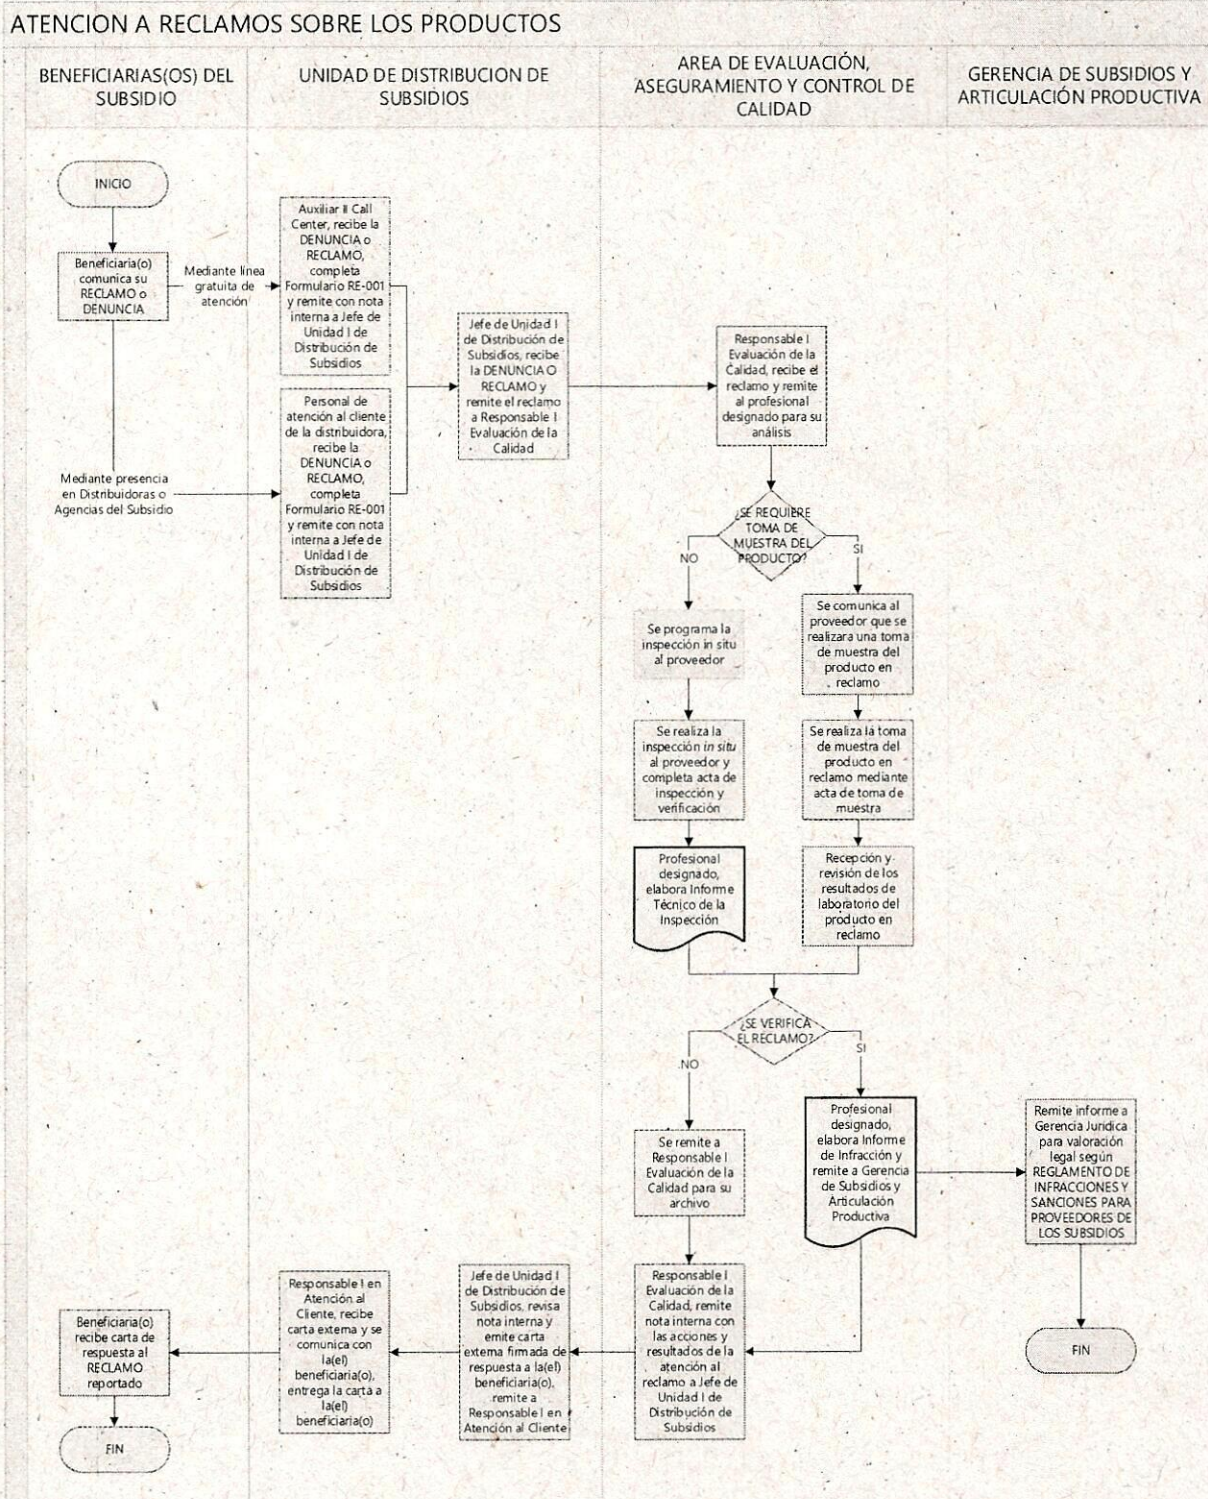 ATENCION A RECLAMOS SOBRE LOS PRODUCTOS
BENEFICIARIAS(OS) DEL
SUBSIDIO
UNIDAD DE DISTRIBUCION DE
SUBSIDIOS
AREA DE EVALUACIÓN,
ASEGURAMIENTO Y CONTROL DE
CALIDAD
GERENCIA DE SUBSIDIOS Y
ARTICULACIÓN PRODUCTIVA
INICIO
Beneficiaria(o)
comunica su
RECLAMO o
DENUNCIA
Mediante línea
gratuita de
atención
Mediante presencia
en Distribuidoras o
Agencias del Subsidio
Auxiliar II Call
Center, recibe la
DENUNCIA o
RECLAMO,
completa
Formulario RE-001
y remite con nota
interna a Jefe de
Unidad I de
Distribución de
Subsidios
Personal de
atención al cliente
de la distribuidora,
recibe la
DENUNCIA o
RECLAMO,
completa
Formulario RE-001
y remite con nota
interna a Jefe de
Unidad I de
Distribución de
Subsidios
Jefe de Unidad I
de Distribución de
Subsidios, recibe
la DENUNCIA O
RECLAMO y
remite el reclamo
a Responsable I
Evaluación de la
Calidad
Responsable I
Evaluación de la
Calidad, recibe el
reclamo y remite
al profesional
designado para su
análisis
¿SE REQUIERE
TOMA DE
MUESTRA DEL
PRODUCTO?
NO
SI
Se programa la
inspección in situ
al proveedor
Se comunica al
proveedor que se
realizara una toma
de muestra del
producto en
reclamo
Se realiza la
inspección in situ
al proveedor y
completa acta de
inspección y
verificación
Se realiza la toma
de muestra del
producto en
reclamo mediante
acta de toma de
muestra
Profesional
designado,
elabora Informe
Técnico de la
Inspección
Recepción y
revisión de los
resultados de
laboratorio del
producto en
reclamo
¿SE VERIFICA
EL RECLAMO?
NO
SI
Se remite a
Responsable I
Evaluación de la
Calidad para su
archivo
Profesional
designado,
elabora Informe
de Infracción y
remite a Gerencia
de Subsidios y
Articulación
Productiva
Remite informe a
Gerencia Jurídica
para valoración
legal según
REGLAMENTO DE
INFRACCIONES Y
SANCIONES PARA
PROVEEDORES DE
LOS SUBSIDIOS
FIN
Responsable I
Evaluación de la
Calidad, remite
nota interna con
las acciones y
resultados de la
atención al
reclamo a Jefe de
Unidad I de
Distribución de
Subsidios
Jefe de Unidad I
de Distribución de
Subsidios, revisa
nota interna y
emite carta
externa firmada de
respuesta a la(el)
beneficiaria(o),
remite a
Responsable I en
Atención al Cliente
Responsable I en
Atención al
Cliente, recibe
carta externa y se
comunica con
la(el)
beneficiaria(o),
entrega la carta a
la(el)
beneficiaria(o)
Beneficiaria(o)
recibe carta de
respuesta al
RECLAMO
reportado
FIN